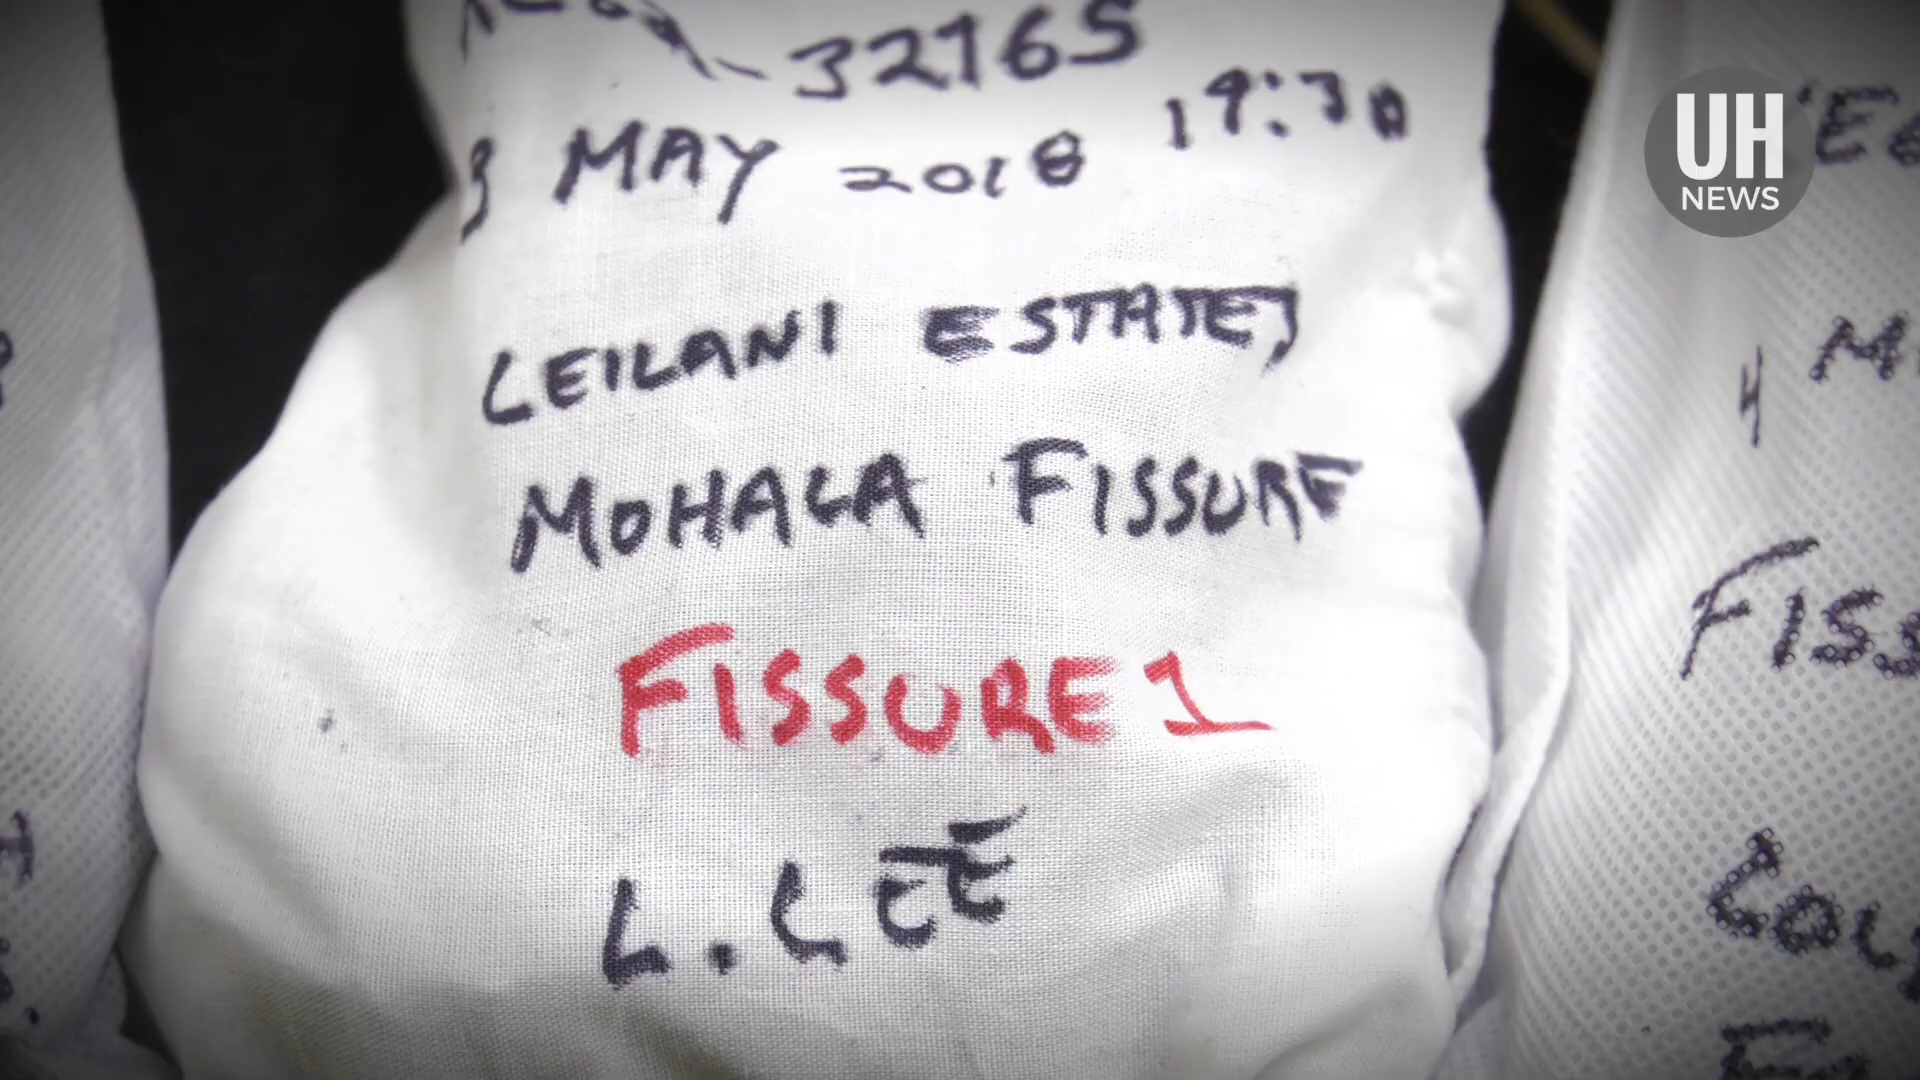 32165
3 MAY 2018 19:30
LEILANI ESTATES
MOHALA FISSURE
FISSURE 1
L. LEE
UH
NEWS